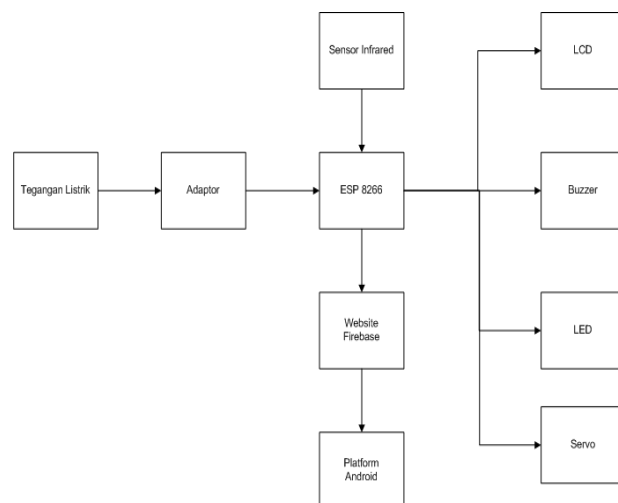 Sensor Infrared
LCD
Tegangan Listrik
Adaptor
ESP 8266
Buzzer
Website
Firebase
LED
Platform
Android
Servo